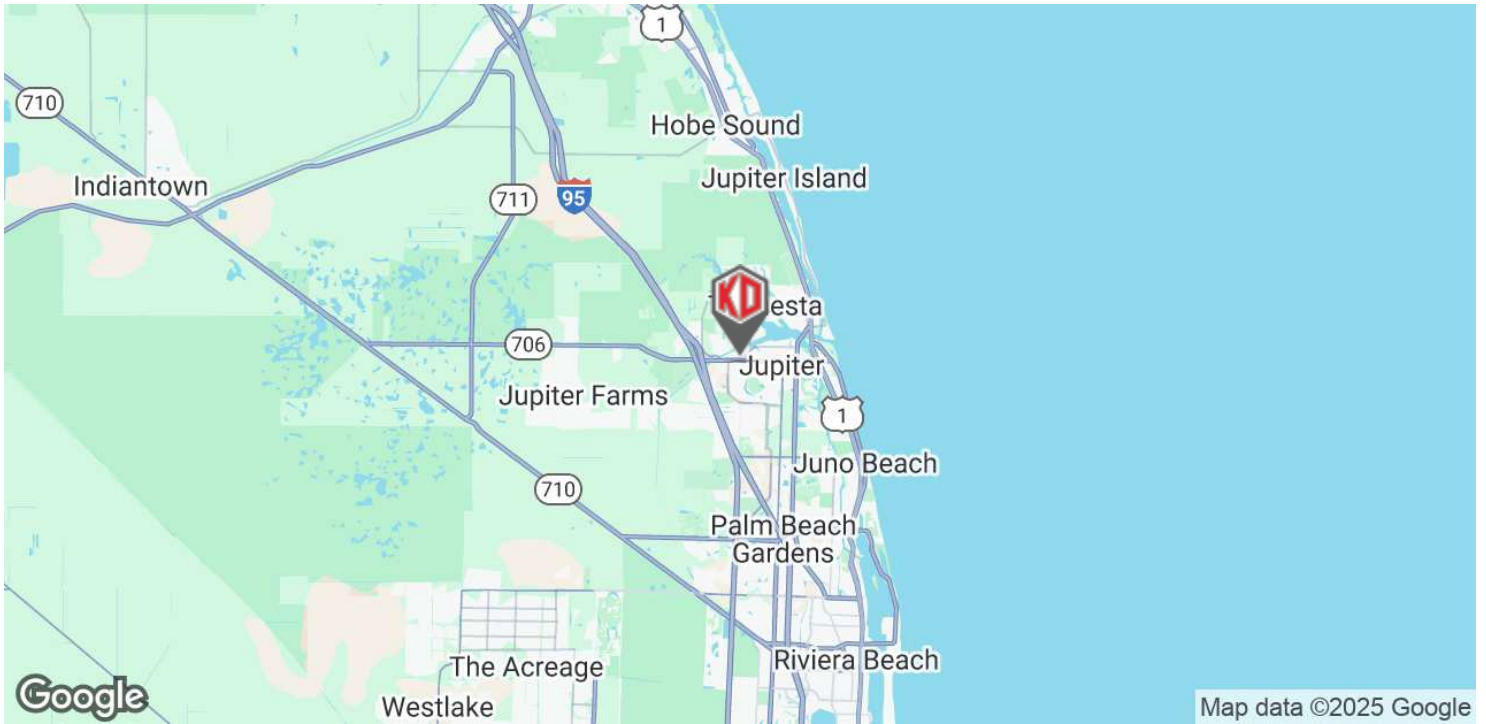 1
710
Hobe Sound
Indiantown
Jupiter Island
711
95
KD
esta
706
Jupiter
Jupiter Farms
1
Juno Beach
710
Palm Beach
Gardens
The Acreage
Riviera Beach
Westlake
Google
Map data ©2025 Google